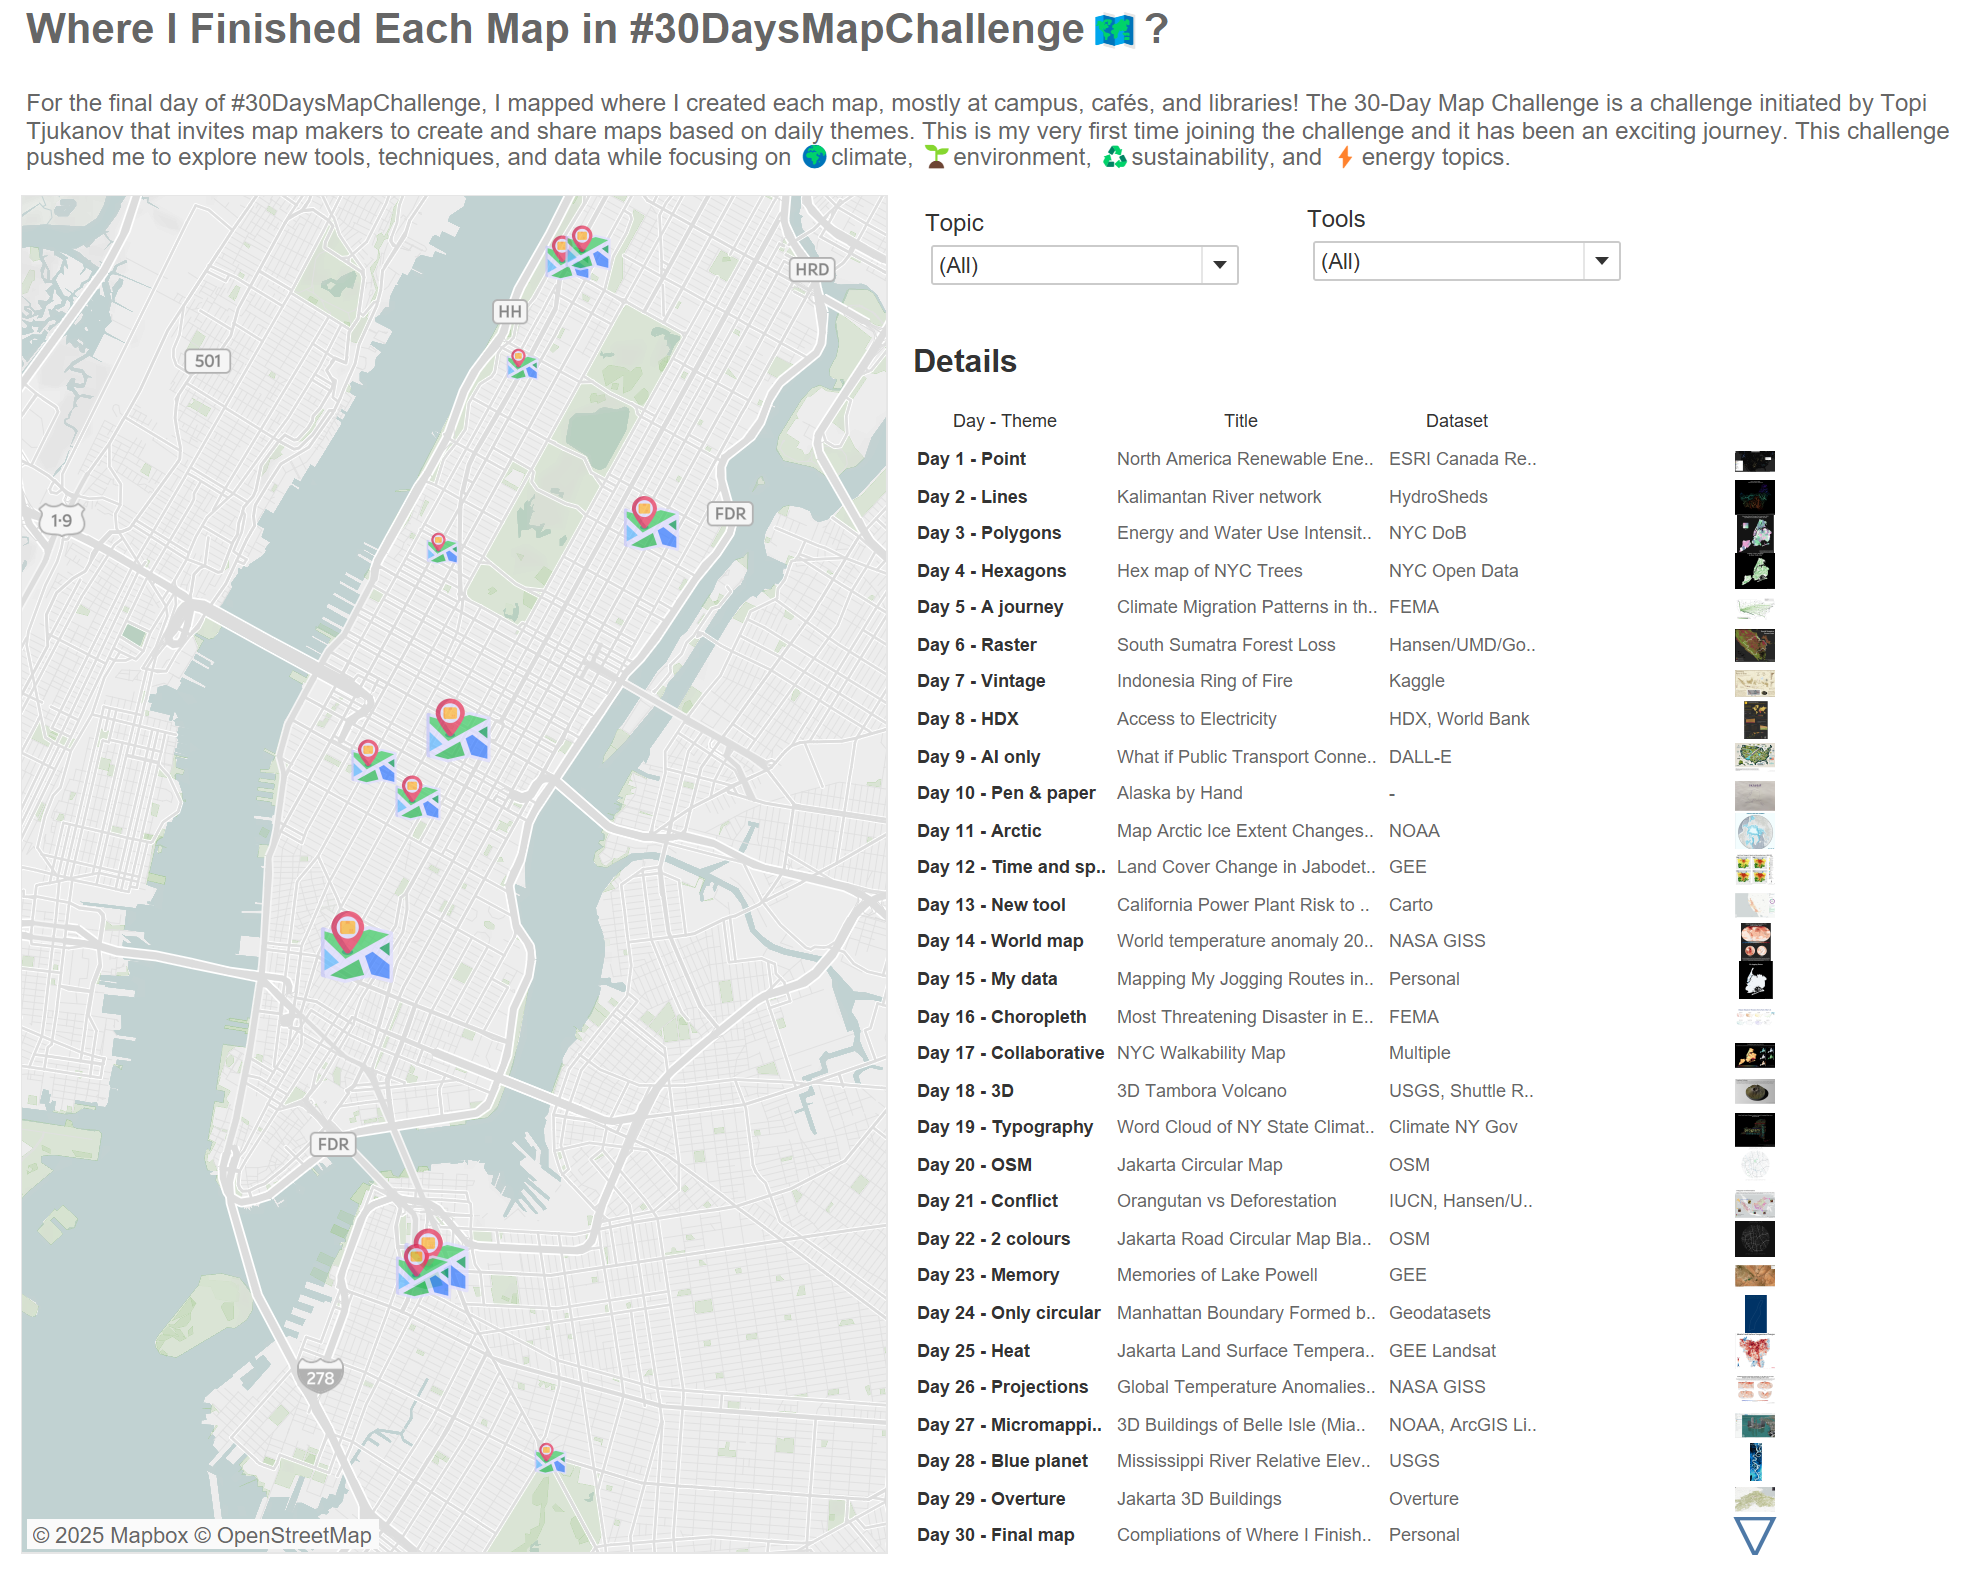 Where I Finished Each Map in #30DaysMapChallenge ?
For the final day of #30DaysMapChallenge, I mapped where I created each map, mostly at campus, cafés, and libraries! The 30-Day Map Challenge is a challenge initiated by Topi
Tjukanov that invites map makers to create and share maps based on daily themes. This is my very first time joining the challenge and it has been an exciting journey. This challenge
pushed me to explore new tools, techniques, and data while focusing on climate, environment, sustainability, and energy topics.
HRD
HH
501
1·9
FDR
FDR
278
© 2025 Mapbox © OpenStreetMap
Topic
(All)
Tools
(All)
Details
Day - Theme Title Dataset
Day 1 - Point North America Renewable Ene.. ESRI Canada Re..
Day 2 - Lines Kalimantan River network HydroSheds
Day 3 - Polygons Energy and Water Use Intensit.. NYC DoB
Day 4 - Hexagons Hex map of NYC Trees NYC Open Data
Day 5 - A journey Climate Migration Patterns in th.. FEMA
Day 6 - Raster South Sumatra Forest Loss Hansen/UMD/Go..
Day 7 - Vintage Indonesia Ring of Fire Kaggle
Day 8 - HDX Access to Electricity HDX, World Bank
Day 9 - AI only What if Public Transport Conne.. DALL-E
Day 10 - Pen & paper Alaska by Hand -
Day 11 - Arctic Map Arctic Ice Extent Changes.. NOAA
Day 12 - Time and sp.. Land Cover Change in Jabodet.. GEE
Day 13 - New tool California Power Plant Risk to .. Carto
Day 14 - World map World temperature anomaly 20.. NASA GISS
Day 15 - My data Mapping My Jogging Routes in.. Personal
Day 16 - Choropleth Most Threatening Disaster in E.. FEMA
Day 17 - Collaborative NYC Walkability Map Multiple
Day 18 - 3D 3D Tambora Volcano USGS, Shuttle R..
Day 19 - Typography Word Cloud of NY State Climat.. Climate NY Gov
Day 20 - OSM Jakarta Circular Map OSM
Day 21 - Conflict Orangutan vs Deforestation IUCN, Hansen/U..
Day 22 - 2 colours Jakarta Road Circular Map Bla.. OSM
Day 23 - Memory Memories of Lake Powell GEE
Day 24 - Only circular Manhattan Boundary Formed b.. Geodatasets
Day 25 - Heat Jakarta Land Surface Tempera.. GEE Landsat
Day 26 - Projections Global Temperature Anomalies.. NASA GISS
Day 27 - Micromappi.. 3D Buildings of Belle Isle (Mia.. NOAA, ArcGIS Li..
Day 28 - Blue planet Mississippi River Relative Elev.. USGS
Day 29 - Overture Jakarta 3D Buildings Overture
Day 30 - Final map Compliations of Where I Finish.. Personal